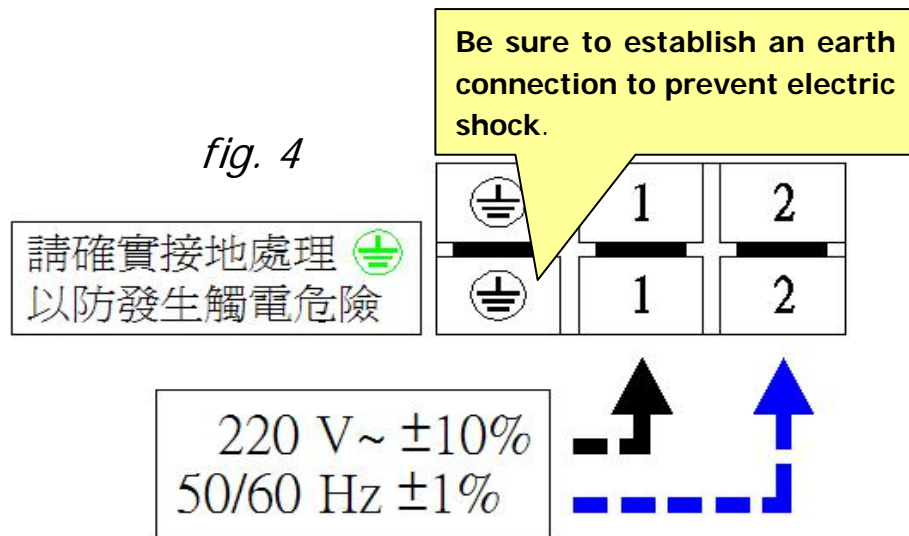 Be sure to establish an earth
connection to prevent electric
shock.
fig. 4
請確實接地處理
以防發生觸電危險
1 2
1 2
220 V~ ±10%
50/60 Hz ±1%